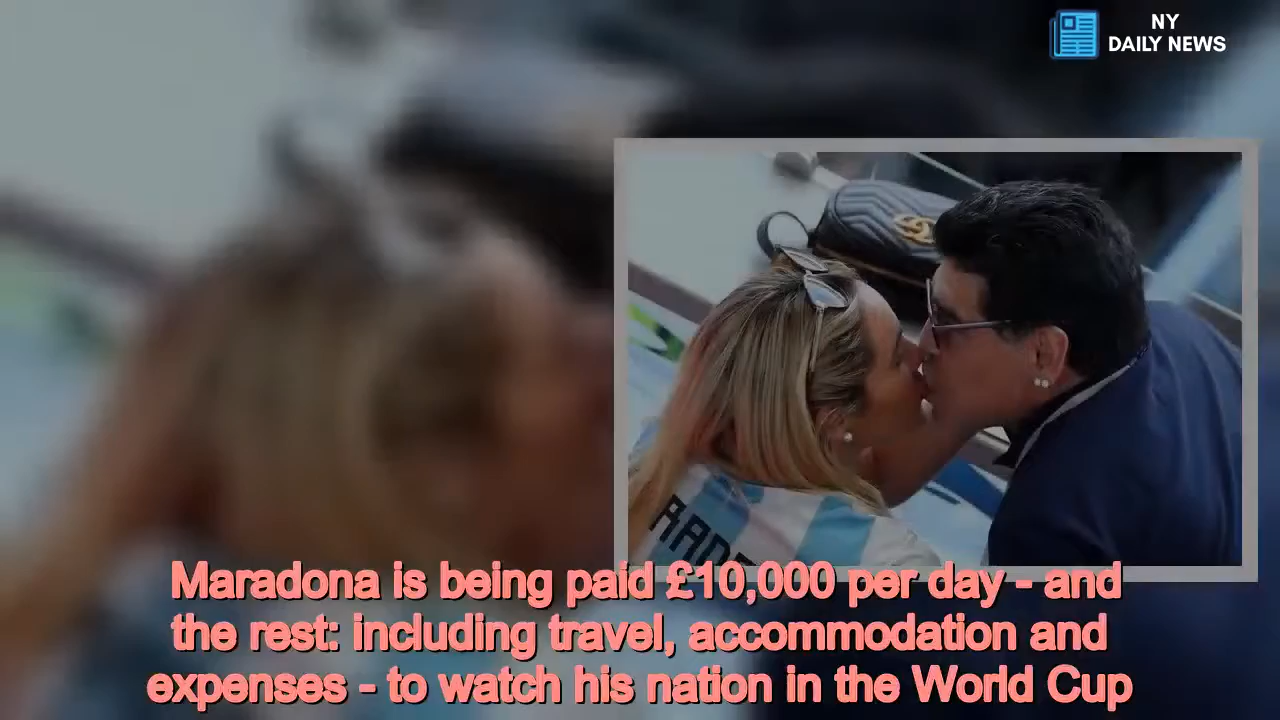 NY
DAILY NEWS
Maradona is being paid £10,000 per day - and
the rest: including travel, accommodation and
expenses - to watch his nation in the World Cup